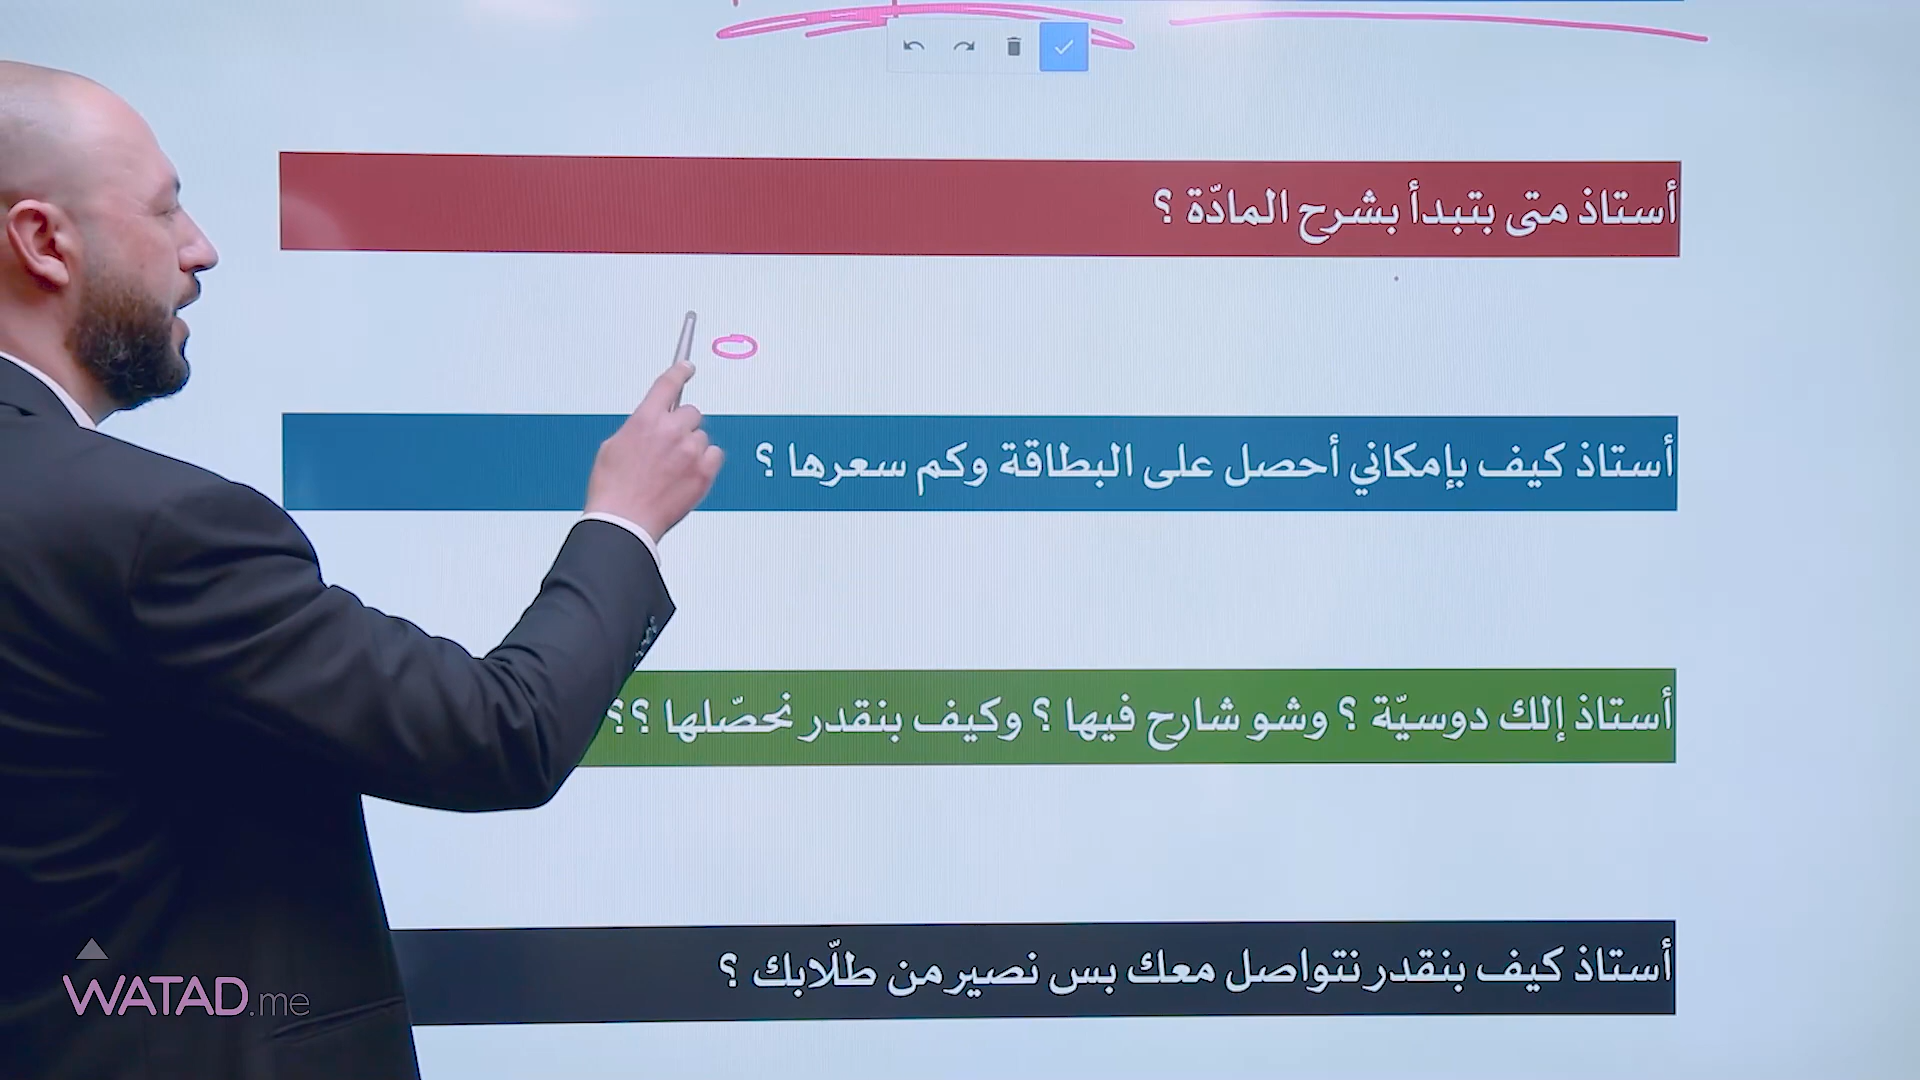 أستاذ متى بتبدأ بشرح المادّة ؟
أستاذ كيف بإمكاني أحصل على البطاقة وكم سعرها ؟
أستاذ إلك دوسيّة ؟ وشو شارح فيها ؟ وكيف بنقدر نحصّلها ؟؟
أستاذ كيف بنقدر نتواصل معك بس نصير من طلّابك ؟
WATAD.me